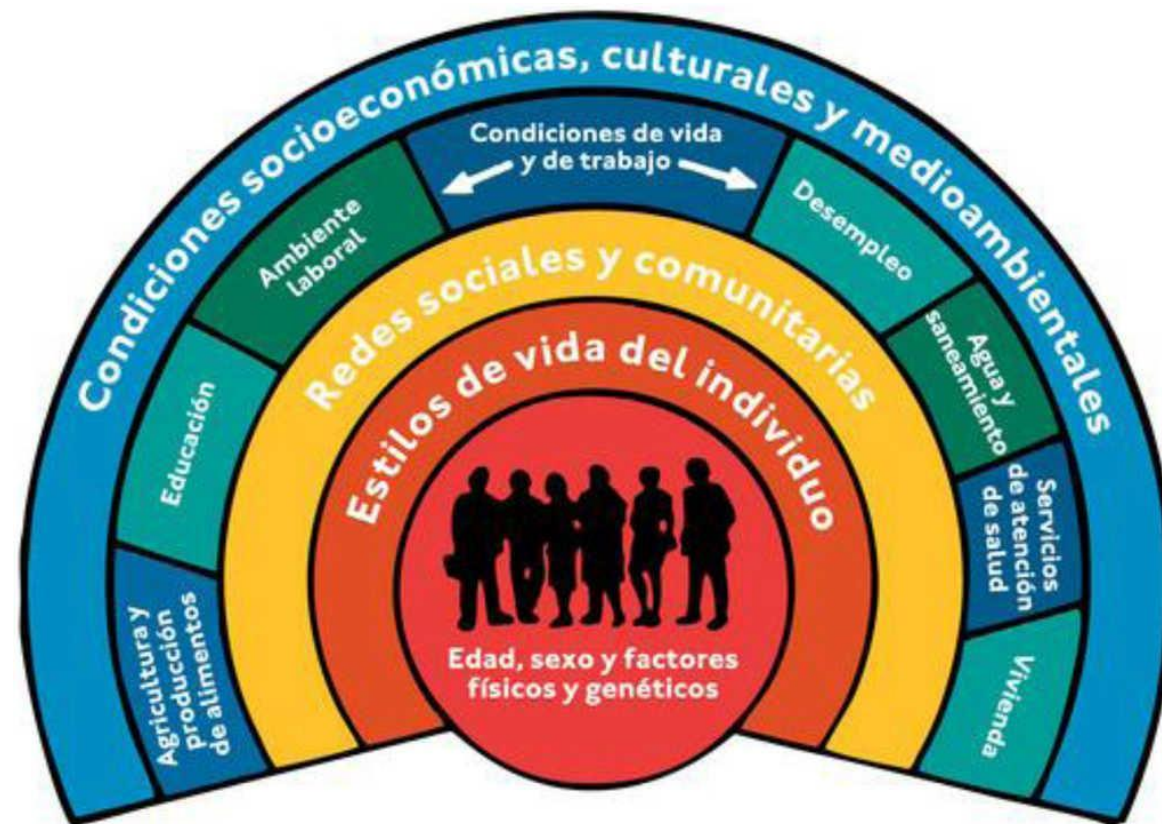 Condiciones socioeconómicas, culturales y medioambientales
Condiciones de vida
y de trabajo
Agricultura y
producción
de alimentos
Educación
Ambiente
laboral
Desempleo
Agua y
saneamiento
Servicios
de atención
de salud
Vivienda
Redes sociales y comunitarias
Estilos de vida del individuo
Edad, sexo y factores
físicos y genéticos